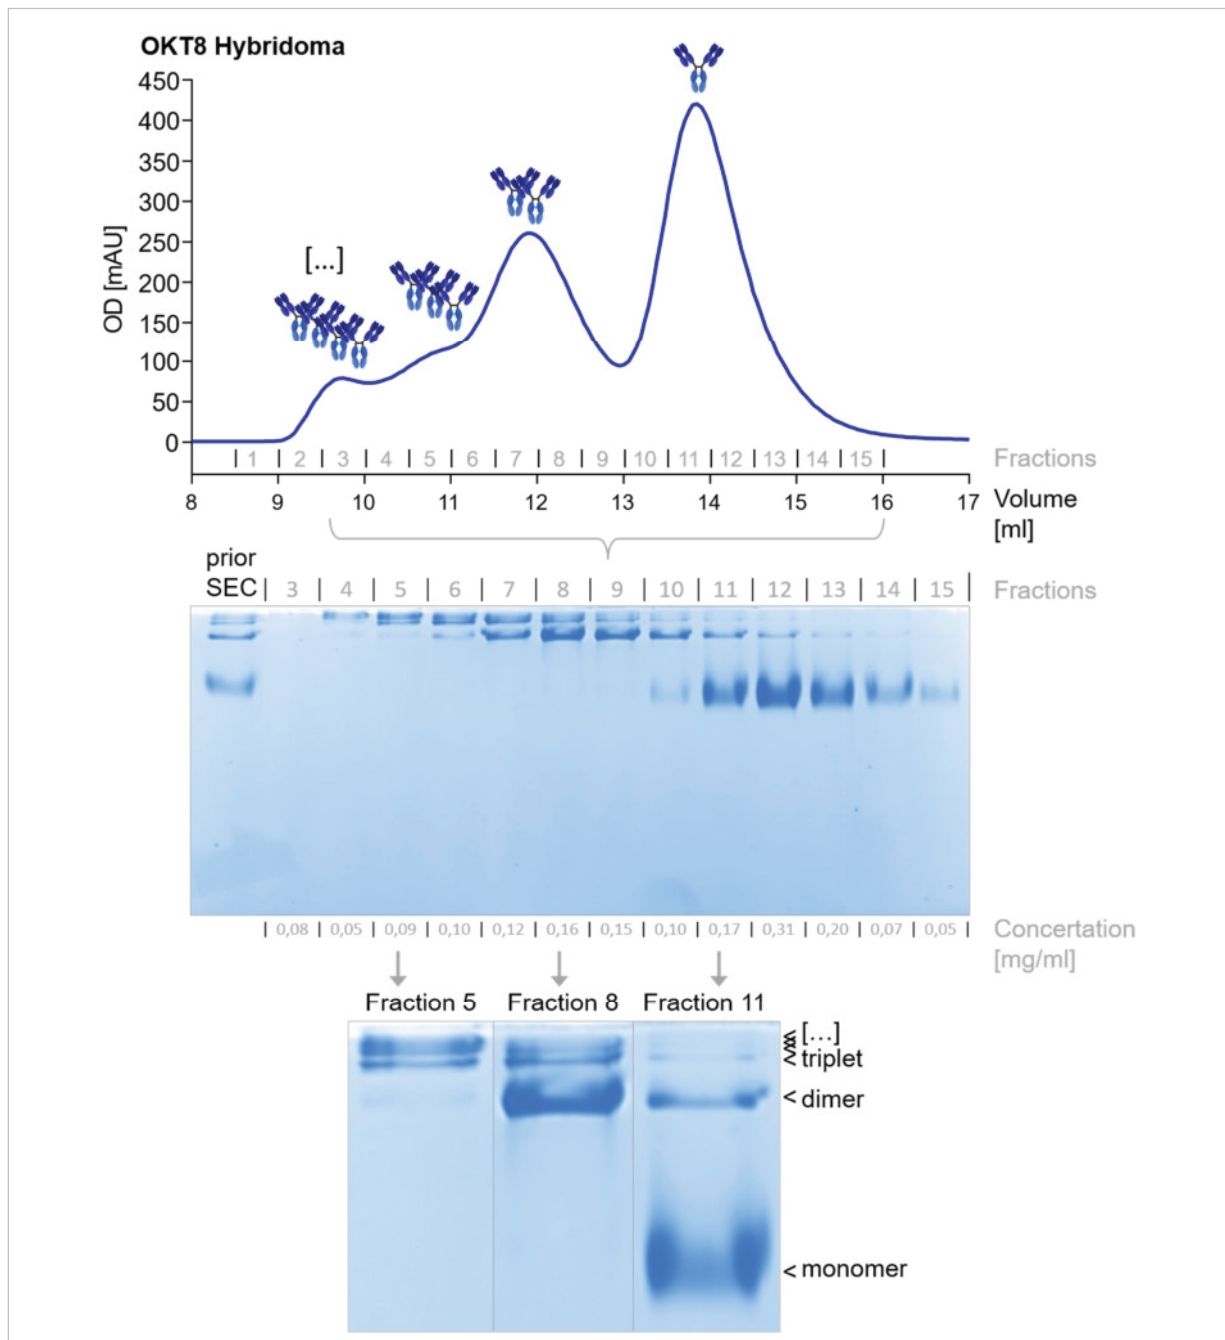 OKT8 Hybridoma
450
400
350
300
250
200
150
100
50
0
OD [mAU]
[...]
| 1 | 2 | 3 | 4 | 5 | 6 | 7 | 8 | 9 | 10 | 11 | 12 | 13 | 14 | 15 | Fractions
8 9 10 11 12 13 14 15 16 17 Volume
[ml]
prior
SEC | 3 | 4 | 5 | 6 | 7 | 8 | 9 | 10 | 11 | 12 | 13 | 14 | 15 | Fractions
| 0,08 | 0,05 | 0,09 | 0,10 | 0,12 | 0,16 | 0,15 | 0,10 | 0,17 | 0,31 | 0,20 | 0,07 | 0,05 | Concertation
[mg/ml]
Fraction 5 Fraction 8 Fraction 11
< [...]
< triplet
< dimer
< monomer